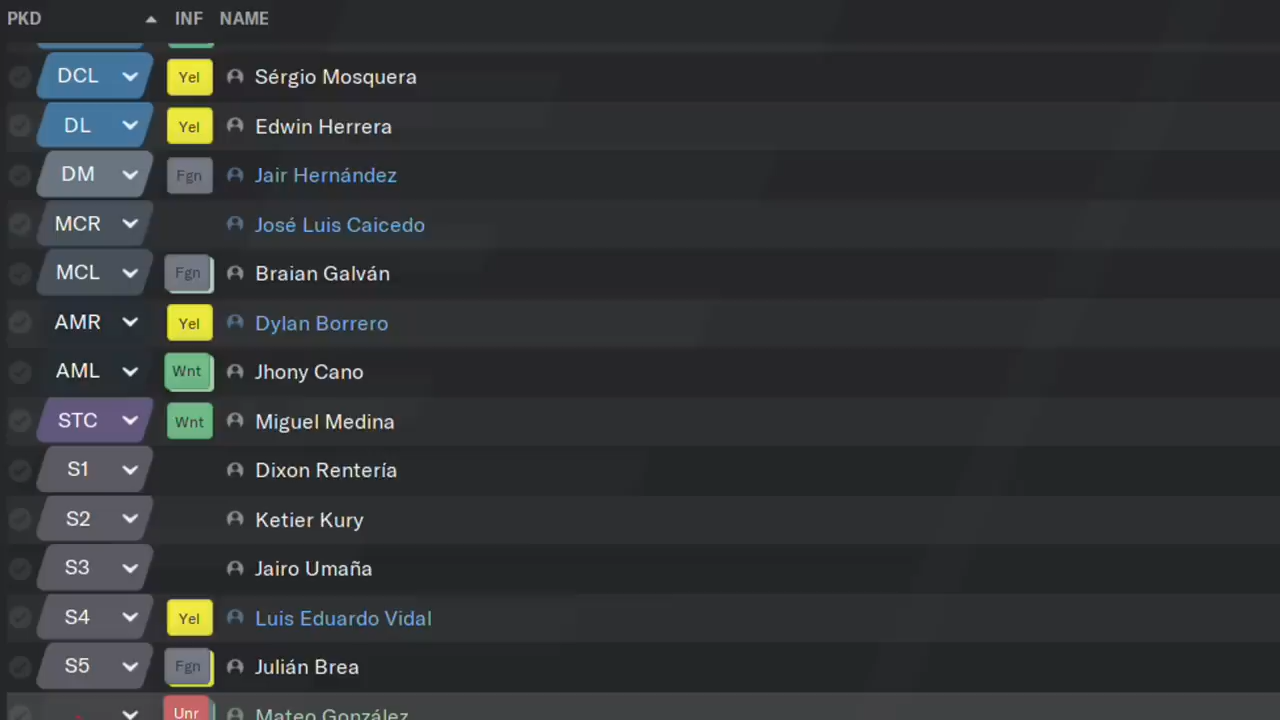 PKD INF NAME
DCL Yel Sérgio Mosquera
DL Yel Edwin Herrera
DM Fgn Jair Hernández
MCR José Luis Caicedo
MCL Fgn Braian Galván
AMR Yel Dylan Borrero
AML Wnt Jhony Cano
STC Wnt Miguel Medina
S1 Dixon Rentería
S2 Ketier Kury
S3 Jairo Umaña
S4 Yel Luis Eduardo Vidal
S5 Fgn Julián Brea
Unr Mateo González